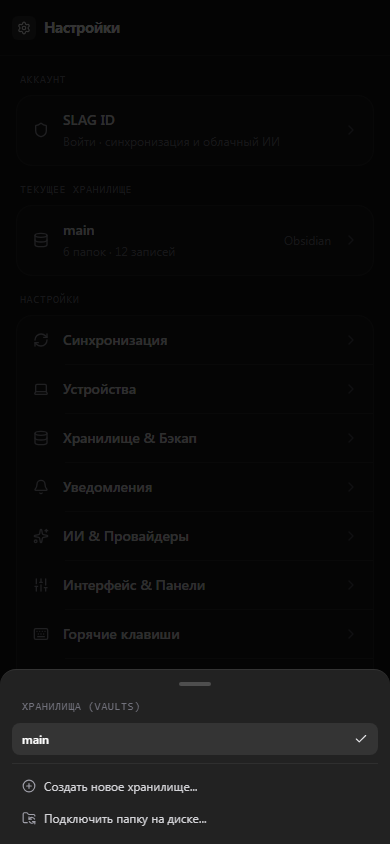 Настройки
АККАУНТ
SLAG ID
Войти · синхронизация и облачный ИИ
ТЕКУЩЕЕ ХРАНИЛИЩЕ
main
Obsidian
6 папок · 12 записей
НАСТРОЙКИ
Синхронизация
Устройства
Хранилище & Бэкап
Уведомления
ИИ & Провайдеры
Интерфейс & Панели
Горячие клавиши
ХРАНИЛИЩА (VAULTS)
main
Создать новое хранилище...
Подключить папку на диске...